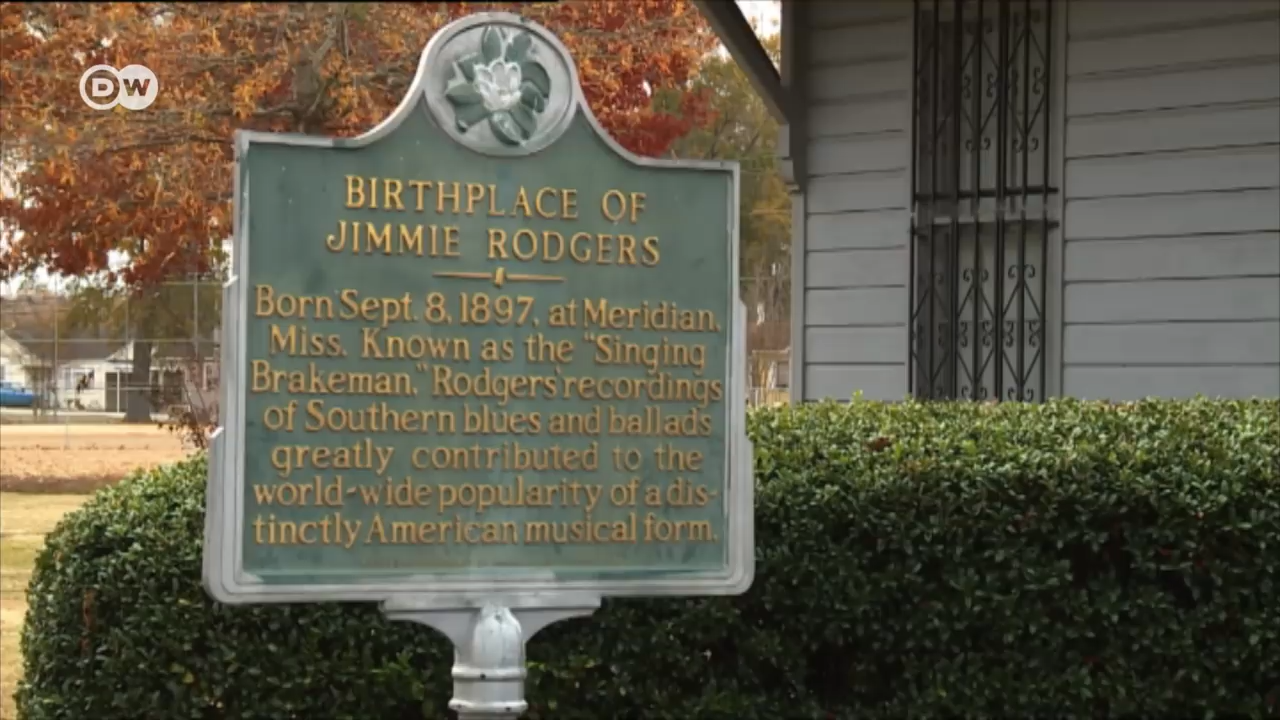 DW
BIRTHPLACE OF
JIMMIE RODGERS
Born Sept. 8, 1897, at Meridian,
Miss. Known as the "Singing
Brakeman," Rodgers' recordings
of Southern blues and ballads
greatly contributed to the
world-wide popularity of a dis-
tinctly American musical form.